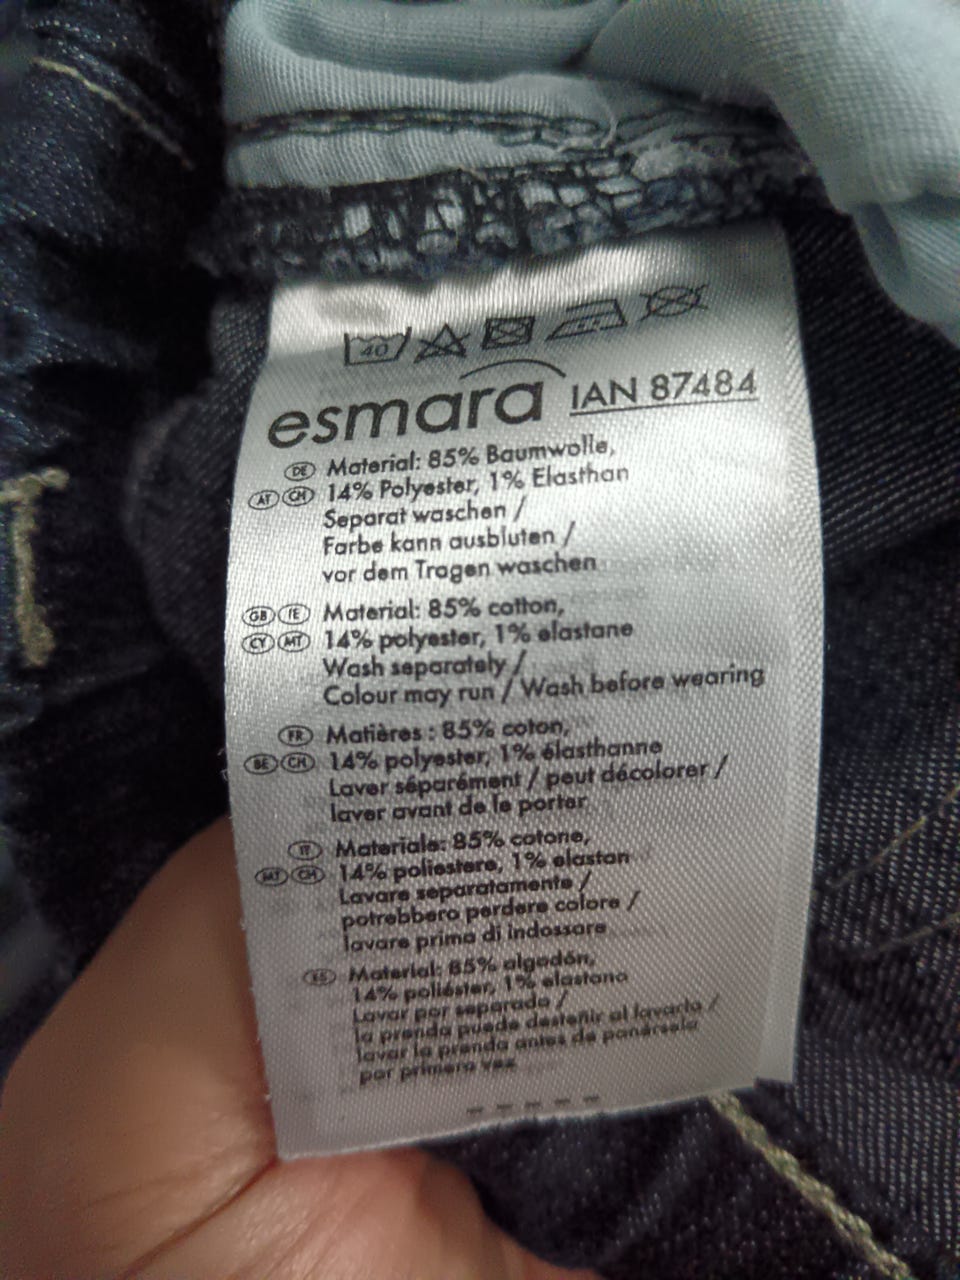 40
esmara IAN 87484
DE Material: 85% Baumwolle,
AT CH 14% Polyester, 1% Elasthan
Separat waschen /
Farbe kann ausbluten /
vor dem Tragen waschen
GB IE Material: 85% cotton,
CY MT 14% polyester, 1% elastane
Wash separately /
Colour may run / Wash before wearing
FR Matières : 85% coton,
BE CH 14% polyester, 1% élasthanne
Laver séparément / peut décolorer /
laver avant de le porter
IT Materiale: 85% cotone,
MT CH 14% poliestere, 1% elastan
Lavare separatamente /
potrebbero perdere colore /
lavare prima di indossare
ES Material: 85% algodón,
14% poliéster, 1% elastano
Lavar por separado /
la prenda puede desteñir al lavarla /
lavar la prenda antes de ponérsela
por primera vez